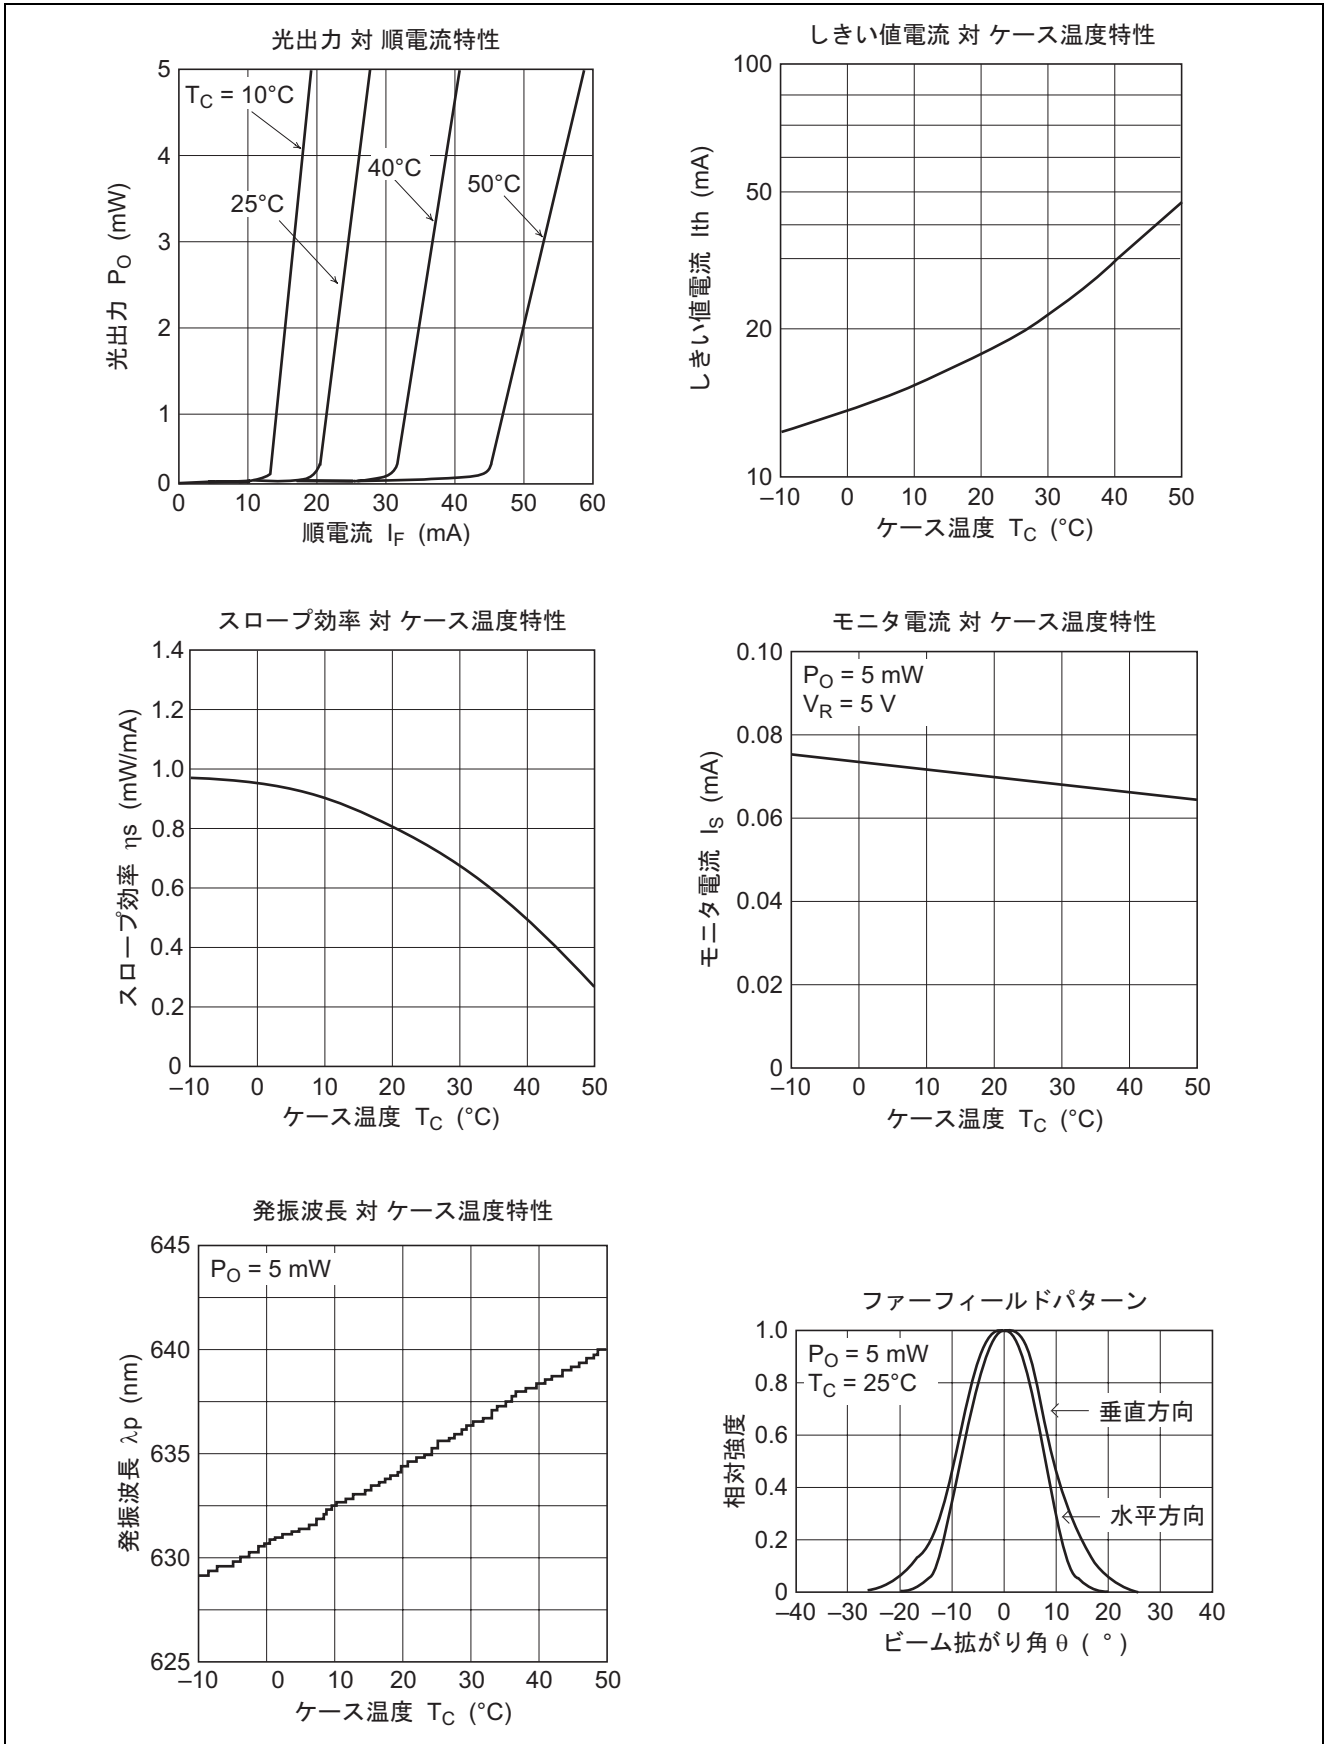 光出力 対 順電流特性
5
4
3
2
1
0
光出力 PO (mW)
TC = 10°C
25°C
40°C
50°C
0 10 20 30 40 50 60
順電流 IF (mA)
しきい値電流 対 ケース温度特性
100
50
20
10
しきい値電流 Ith (mA)
–10 0 10 20 30 40 50
ケース温度 TC (°C)
スロープ効率 対 ケース温度特性
1.4
1.2
1.0
0.8
0.6
0.4
0.2
0
スロープ効率 ηs (mW/mA)
–10 0 10 20 30 40 50
ケース温度 TC (°C)
モニタ電流 対 ケース温度特性
0.10
0.08
0.06
0.04
0.02
0
モニタ電流 IS (mA)
PO = 5 mW
VR = 5 V
–10 0 10 20 30 40 50
ケース温度 TC (°C)
発振波長 対 ケース温度特性
645
640
635
630
625
発振波長 λp (nm)
PO = 5 mW
–10 0 10 20 30 40 50
ケース温度 TC (°C)
ファーフィールドパターン
1.0
0.8
0.6
0.4
0.2
0
相対強度
PO = 5 mW
TC = 25°C
垂直方向
水平方向
–40 –30 –20 –10 0 10 20 30 40
ビーム拡がり角 θ ( ° )